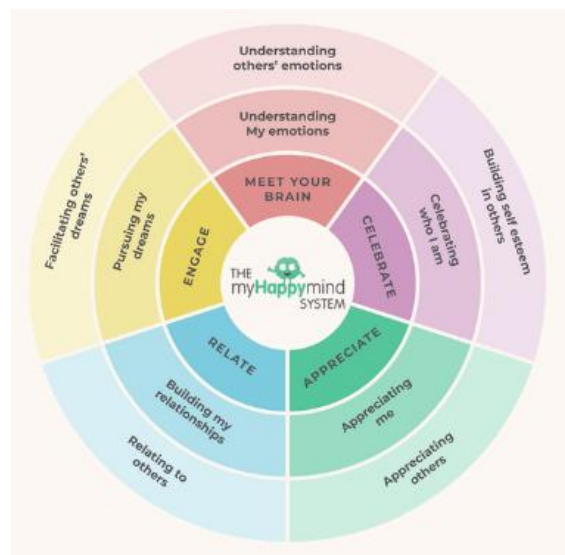 Understanding
others' emotions
Understanding
My emotions
MEET YOUR
BRAIN
Building self esteem
in others
Celebrating
who I am
CELEBRATE
Appreciating
others
Appreciating
me
APPRECIATE
Relating to
others
Building my
relationships
RELATE
Facilitating others'
dreams
Pursuing my
dreams
ENGAGE
THE
myHappymind
SYSTEM